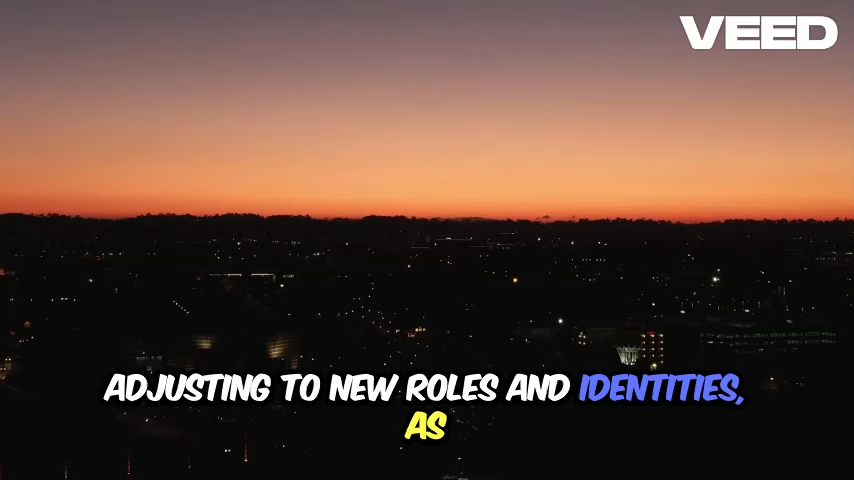 VEED
ADJUSTING TO NEW ROLES AND IDENTITIES,
AS